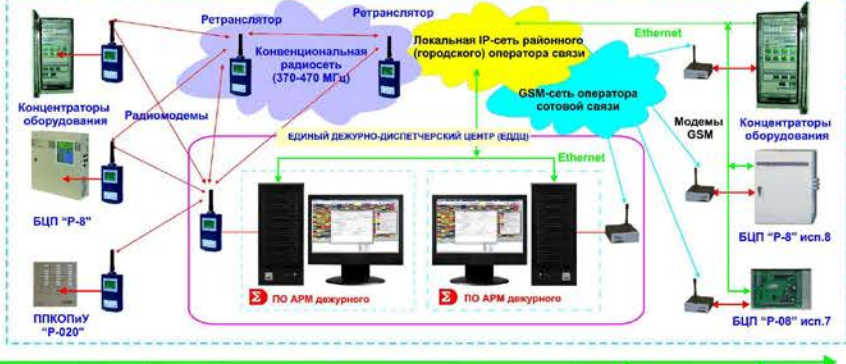 Ретранслятор
Ретранслятор
Конвенциональная
радиосеть
(370-470 МГц)
Локальная IP-сеть районного
(городского) оператора связи
Ethernet
GSM-сеть оператора
сотовой связи
Концентраторы
оборудования
Радиомодемы
Модемы
GSM
Концентраторы
оборудования
ЕДИНЫЙ ДЕЖУРНО-ДИСПЕТЧЕРСКИЙ ЦЕНТР (ЕДДЦ)
Ethernet
БЦП "Р-8"
БЦП "Р-8" исп.8
Σ ПО АРМ дежурного
Σ ПО АРМ дежурного
ППКОПиУ
"Р-020"
БЦП "Р-08" исп.7